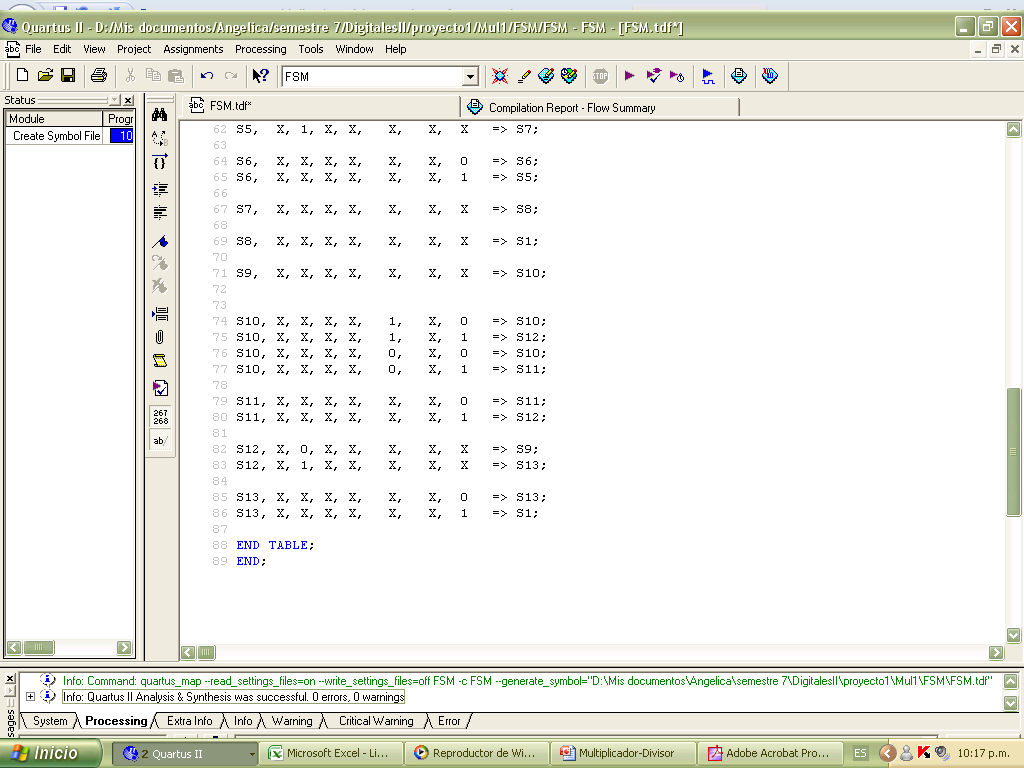 Quartus II - D:/Mis documentos/Angelica/semestre 7/DigitalesII/proyecto1/Mul1/FSM/FSM - FSM - [FSM.tdf*]
File Edit View Project Assignments Processing Tools Window Help
FSM
Status
Module Progr
Create Symbol File 10
FSM.tdf*
Compilation Report - Flow Summary
62 S5, X, 1, X, X, X, X, X => S7;
63
64 S6, X, X, X, X, X, X, 0 => S6;
65 S6, X, X, X, X, X, X, 1 => S5;
66
67 S7, X, X, X, X, X, X, X => S8;
68
69 S8, X, X, X, X, X, X, X => S1;
70
71 S9, X, X, X, X, X, X, X => S10;
72
73
74 S10, X, X, X, X, 1, X, 0 => S10;
75 S10, X, X, X, X, 1, X, 1 => S12;
76 S10, X, X, X, X, 0, X, 0 => S10;
77 S10, X, X, X, X, 0, X, 1 => S11;
78
79 S11, X, X, X, X, X, X, 0 => S11;
80 S11, X, X, X, X, X, X, 1 => S12;
81
82 S12, X, 0, X, X, X, X, X => S9;
83 S12, X, 1, X, X, X, X, X => S13;
84
85 S13, X, X, X, X, X, X, 0 => S13;
86 S13, X, X, X, X, X, X, 1 => S1;
87
88 END TABLE;
89 END;
267
268
ab/
Info: Command: quartus_map --read_settings_files=on --write_settings_files=off FSM -c FSM --generate_symbol="D:\Mis documentos\Angelica\semestre 7\DigitalesII\proyecto1\Mul1\FSM\FSM.tdf"
Info: Quartus II Analysis & Synthesis was successful. 0 errors, 0 warnings
System Processing Extra Info Info Warning Critical Warning Error
Inicio 2 Quartus II Microsoft Excel - Li... Reproductor de Wi... Multiplicador-Divisor Adobe Acrobat Pro... ES 10:17 p.m.